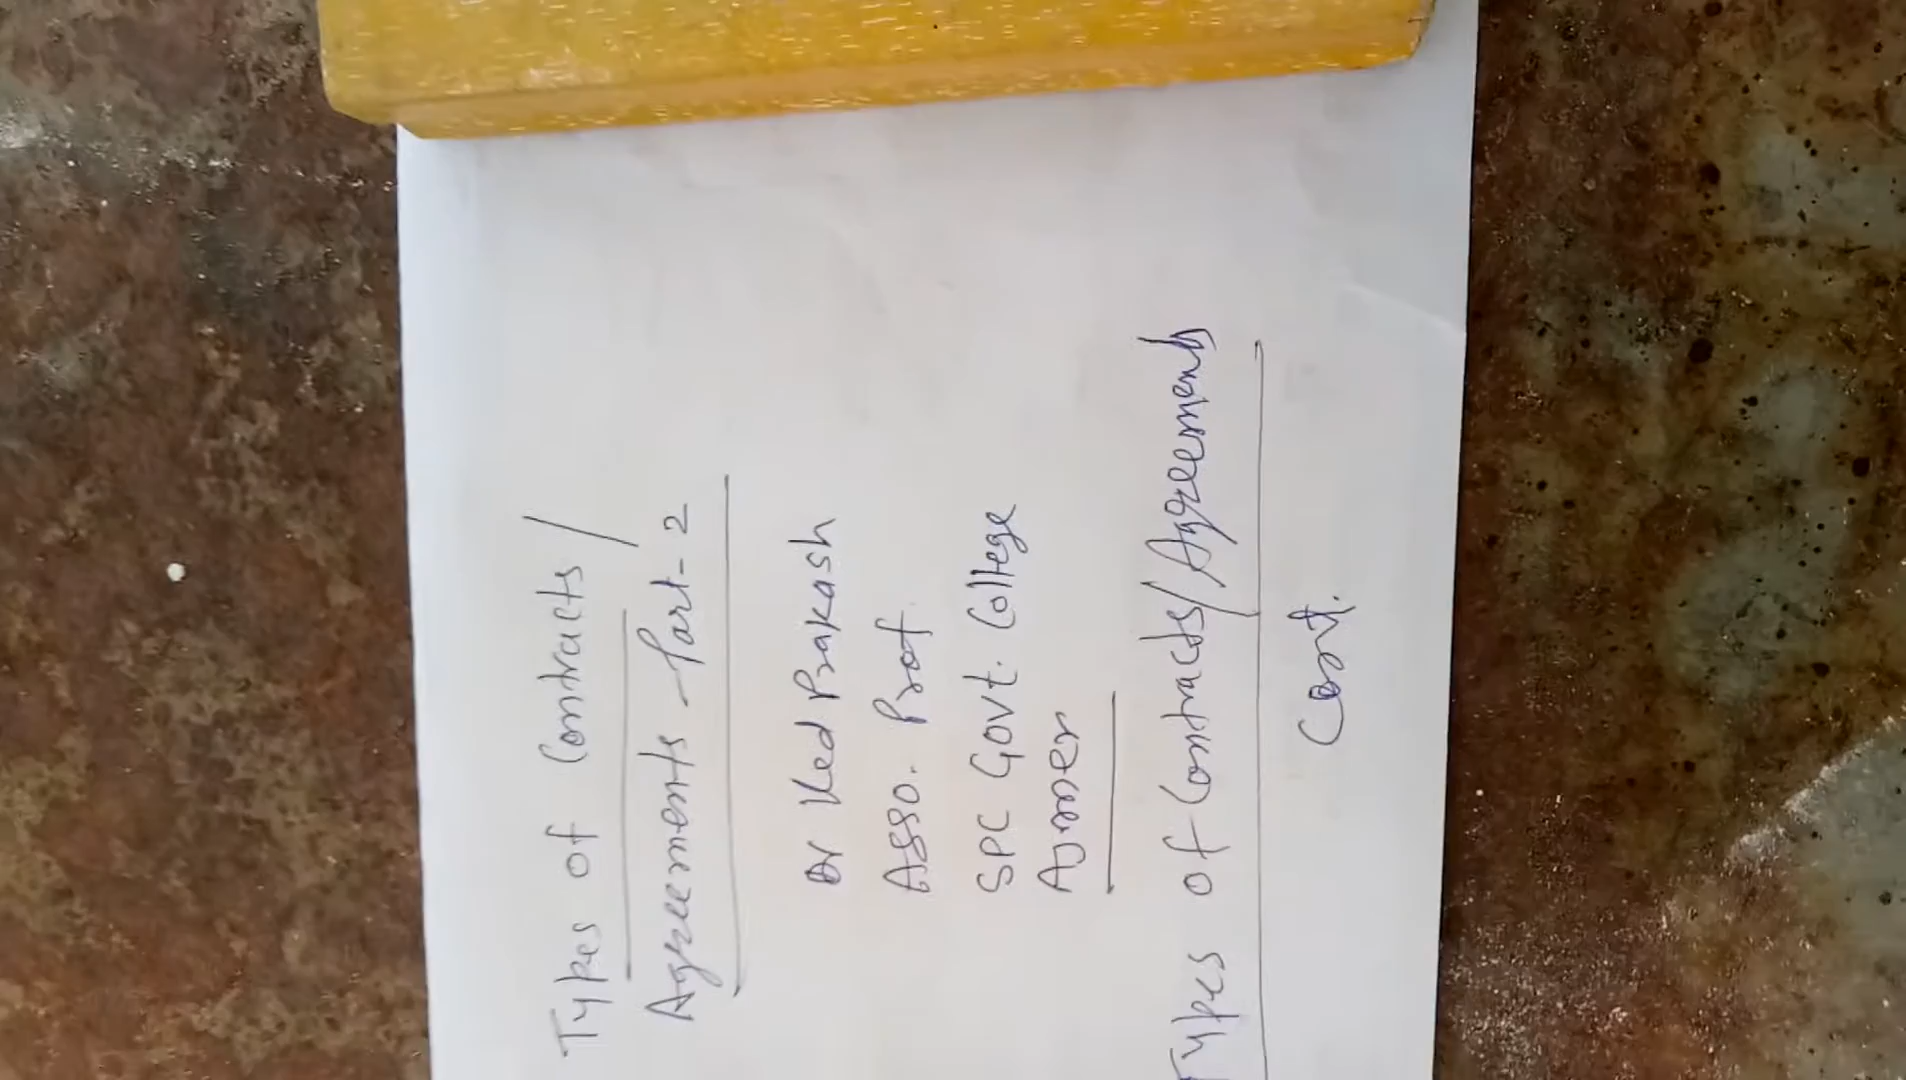 Types of Contracts/
Agreements - Part-2
Dr Ved Prakash
Asso. Prof.
SPC Govt. College
Ajmer
Types of Contracts/Agreements
Cont.